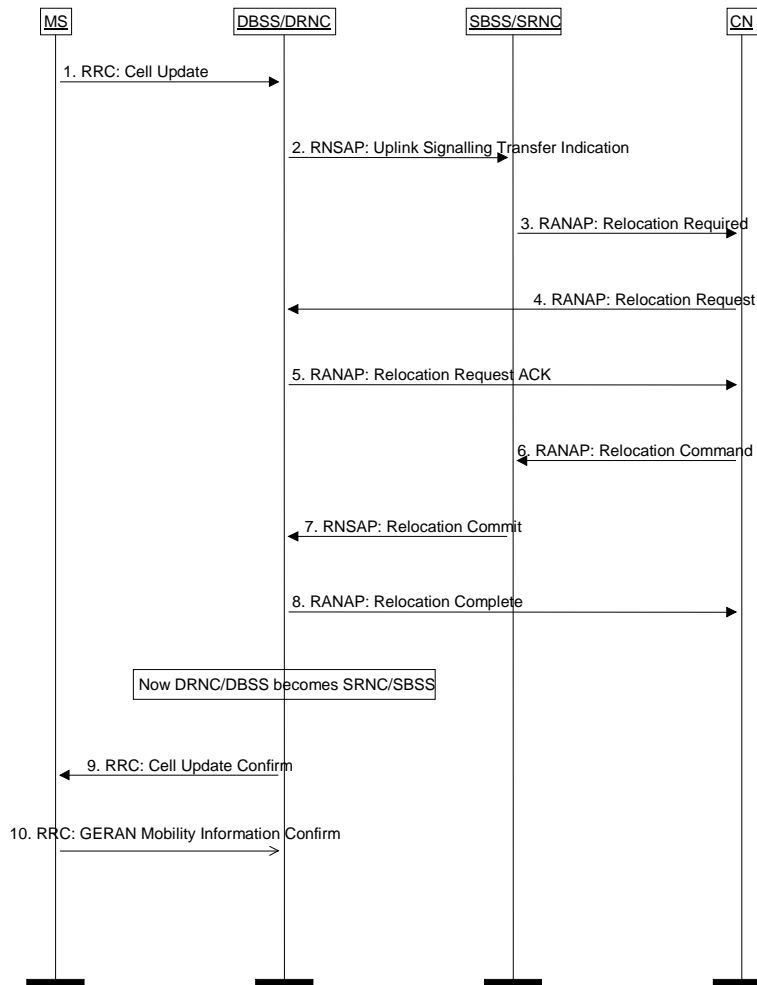 MS DBSS/DRNC SBSS/SRNC CN
1. RRC: Cell Update
2. RNSAP: Uplink Signalling Transfer Indication
3. RANAP: Relocation Required
4. RANAP: Relocation Request
5. RANAP: Relocation Request ACK
6. RANAP: Relocation Command
7. RNSAP: Relocation Commit
8. RANAP: Relocation Complete
Now DRNC/DBSS becomes SRNC/SBSS
9. RRC: Cell Update Confirm
10. RRC: GERAN Mobility Information Confirm